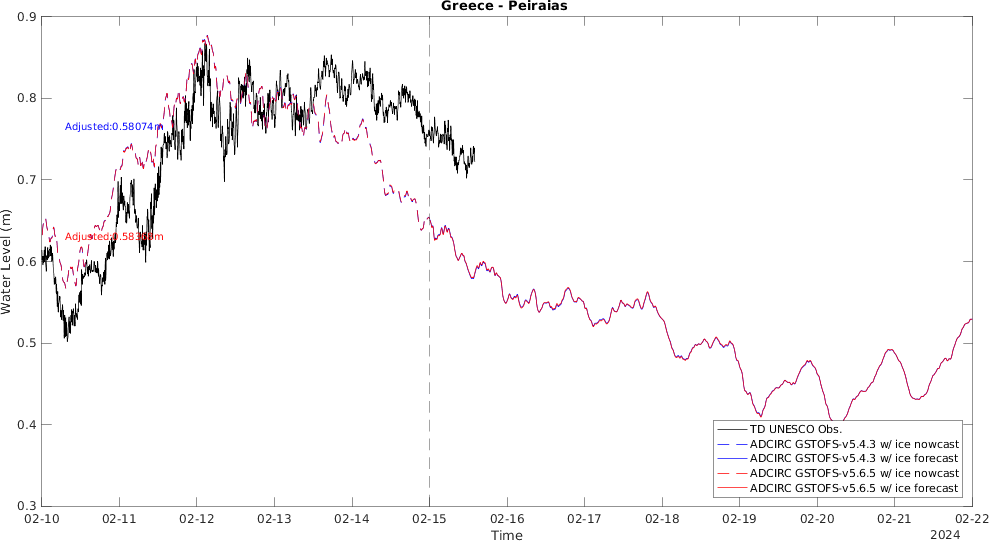 Greece - Peiraias
0.9
0.8
0.7
0.6
0.5
0.4
0.3
Water Level (m)
Adjusted:0.58074m
02-10 02-11 02-12 02-13 02-14 02-15 02-16 02-17 02-18 02-19 02-20 02-21 02-22
Time
2024
TD UNESCO Obs.
ADCIRC GSTOFS-v5.4.3 w/ ice nowcast
ADCIRC GSTOFS-v5.4.3 w/ ice forecast
ADCIRC GSTOFS-v5.6.5 w/ ice nowcast
ADCIRC GSTOFS-v5.6.5 w/ ice forecast